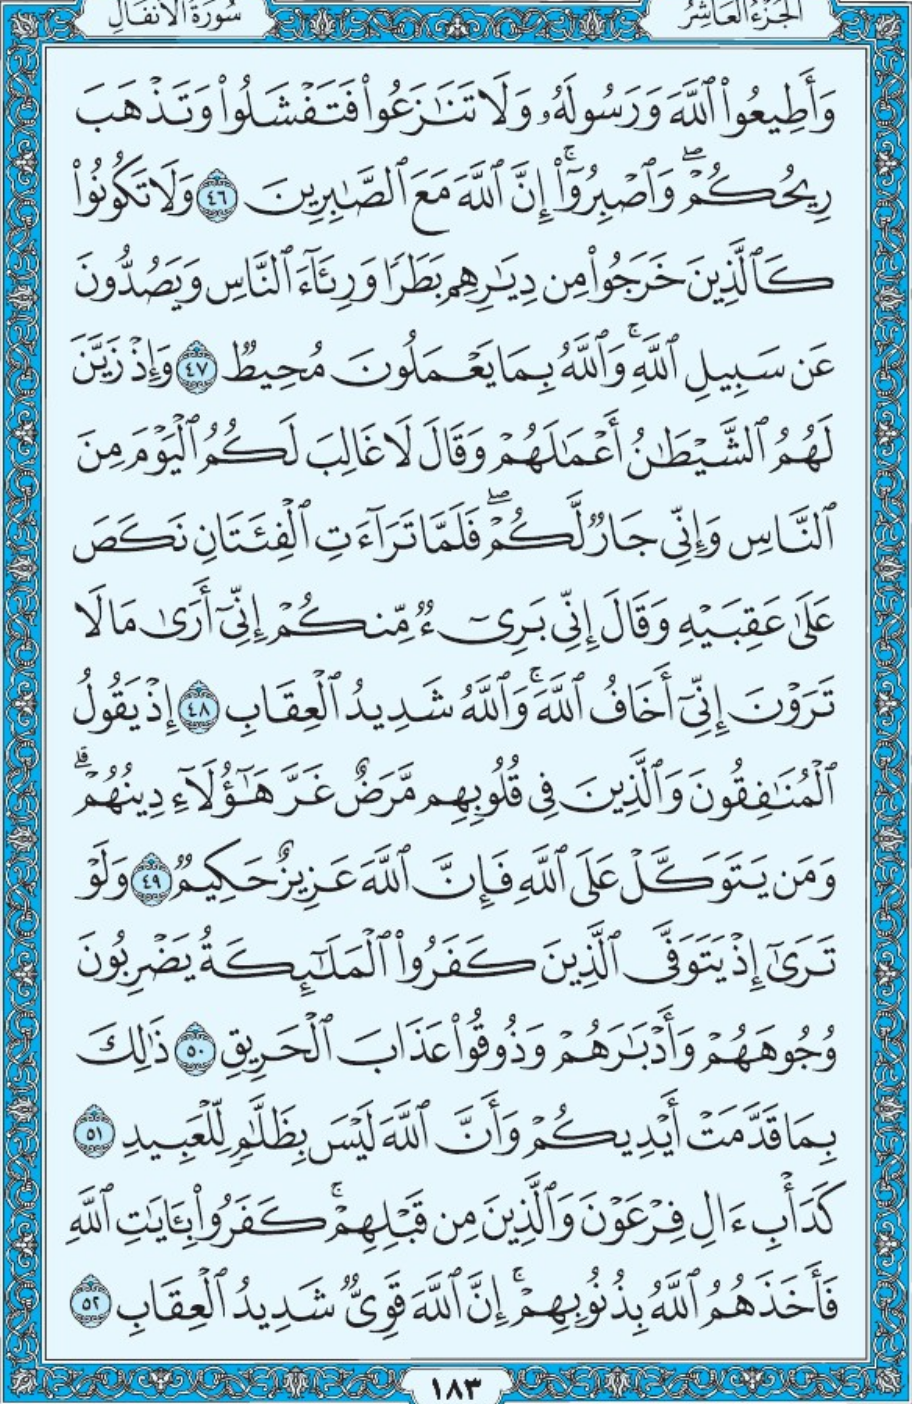 سُورَةُ الأَنفَالِ
الجُزْءُ العَاشِرُ
وَأَطِيعُوا۟ ٱللَّهَ وَرَسُولَهُۥ وَلَا تَنَٰزَعُوا۟ فَتَفْشَلُوا۟ وَتَذْهَبَ
رِيحُكُمْ ۖ وَٱصْبِرُوٓا۟ ۚ إِنَّ ٱللَّهَ مَعَ ٱلصَّٰبِرِينَ ٤٦ وَلَا تَكُونُوا۟
كَٱلَّذِينَ خَرَجُوا۟ مِن دِيَٰرِهِم بَطَرًا وَرِئَآءَ ٱلنَّاسِ وَيَصُدُّونَ
عَن سَبِيلِ ٱللَّهِ ۚ وَٱللَّهُ بِمَا يَعْمَلُونَ مُحِيطٌ ٤٧ وَإِذْ زَيَّنَ
لَهُمُ ٱلشَّيْطَٰنُ أَعْمَٰلَهُمْ وَقَالَ لَا غَالِبَ لَكُمُ ٱلْيَوْمَ مِنَ
ٱلنَّاسِ وَإِنِّى جَارٌ لَّكُمْ ۖ فَلَمَّا تَرَآءَتِ ٱلْفِئَتَانِ نَكَصَ
عَلَىٰ عَقِبَيْهِ وَقَالَ إِنِّى بَرِىٓءٌ مِّنكُمْ إِنِّىٓ أَرَىٰ مَا لَا
تَرَوْنَ إِنِّىٓ أَخَافُ ٱللَّهَ ۚ وَٱللَّهُ شَدِيدُ ٱلْعِقَابِ ٤٨ إِذْ يَقُولُ
ٱلْمُنَٰفِقُونَ وَٱلَّذِينَ فِى قُلُوبِهِم مَّرَضٌ غَرَّ هَٰٓؤُلَآءِ دِينُهُمْ ۗ
وَمَن يَتَوَكَّلْ عَلَى ٱللَّهِ فَإِنَّ ٱللَّهَ عَزِيزٌ حَكِيمٌ ٤٩ وَلَوْ
تَرَىٰٓ إِذْ يَتَوَفَّى ٱلَّذِينَ كَفَرُوا۟ ٱلْمَلَٰٓئِكَةُ يَضْرِبُونَ
وُجُوهَهُمْ وَأَدْبَٰرَهُمْ وَذُوقُوا۟ عَذَابَ ٱلْحَرِيقِ ٥٠ ذَٰلِكَ
بِمَا قَدَّمَتْ أَيْدِيكُمْ وَأَنَّ ٱللَّهَ لَيْسَ بِظَلَّٰمٍ لِّلْعَبِيدِ ٥١
كَدَأْبِ ءَالِ فِرْعَوْنَ وَٱلَّذِينَ مِن قَبْلِهِمْ ۚ كَفَرُوا۟ بِـَٔايَٰتِ ٱللَّهِ
فَأَخَذَهُمُ ٱللَّهُ بِذُنُوبِهِمْ ۚ إِنَّ ٱللَّهَ قَوِىٌّ شَدِيدُ ٱلْعِقَابِ ٥٢
١٨٣